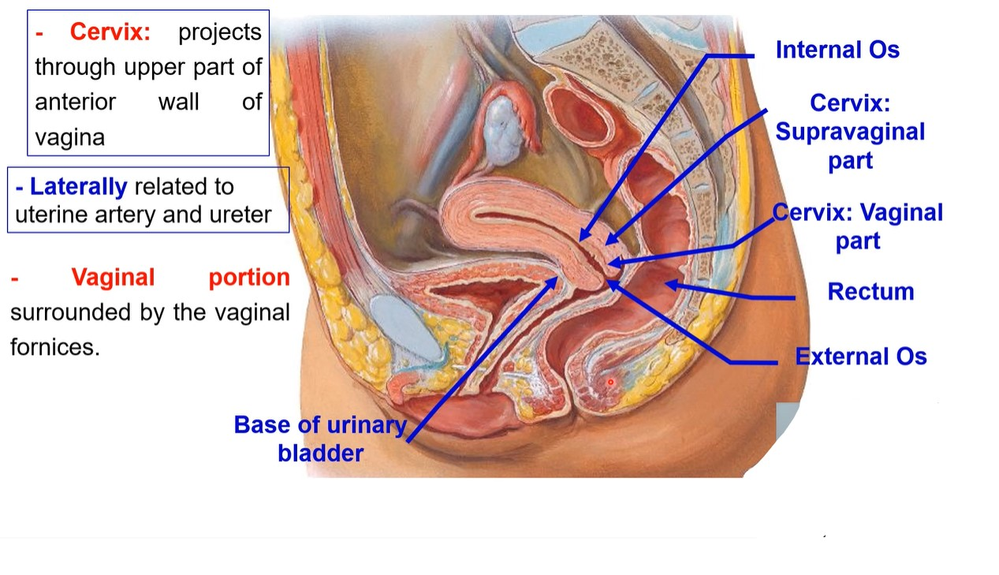 - Cervix: projects
through upper part of
anterior wall of
vagina
- Laterally related to
uterine artery and ureter
- Vaginal portion
surrounded by the vaginal
fornices.
Internal Os
Cervix:
Supravaginal
part
Cervix: Vaginal
part
Rectum
External Os
Base of urinary
bladder